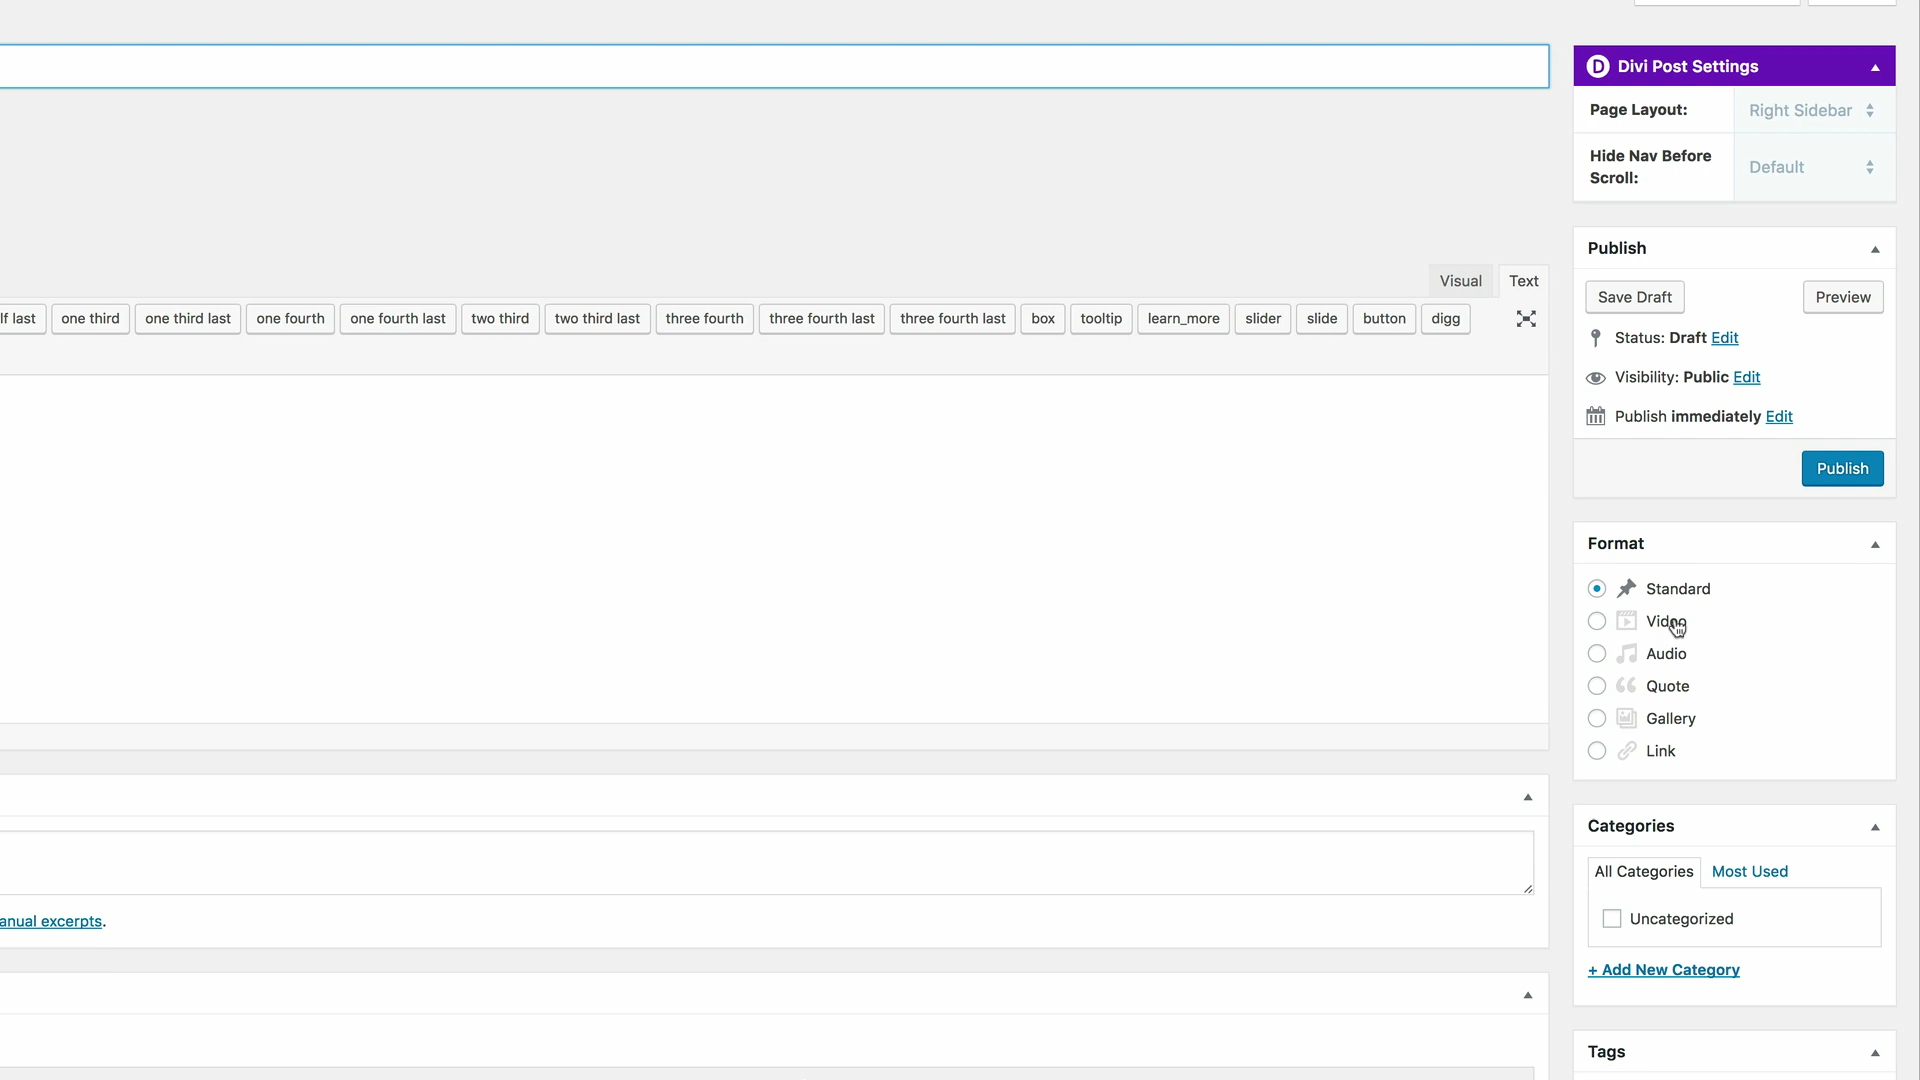 Divi Post Settings
Page Layout: Right Sidebar
Hide Nav Before
Scroll:
Default
Publish
Save Draft Preview
Status: Draft Edit
Visibility: Public Edit
Publish immediately Edit
Publish
Visual Text
lf last one third one third last one fourth one fourth last two third two third last three fourth three fourth last three fourth last box tooltip learn_more slider slide button digg
Format
Standard
Video
Audio
Quote
Gallery
Link
Categories
All Categories Most Used
Uncategorized
+ Add New Category
anual excerpts.
Tags